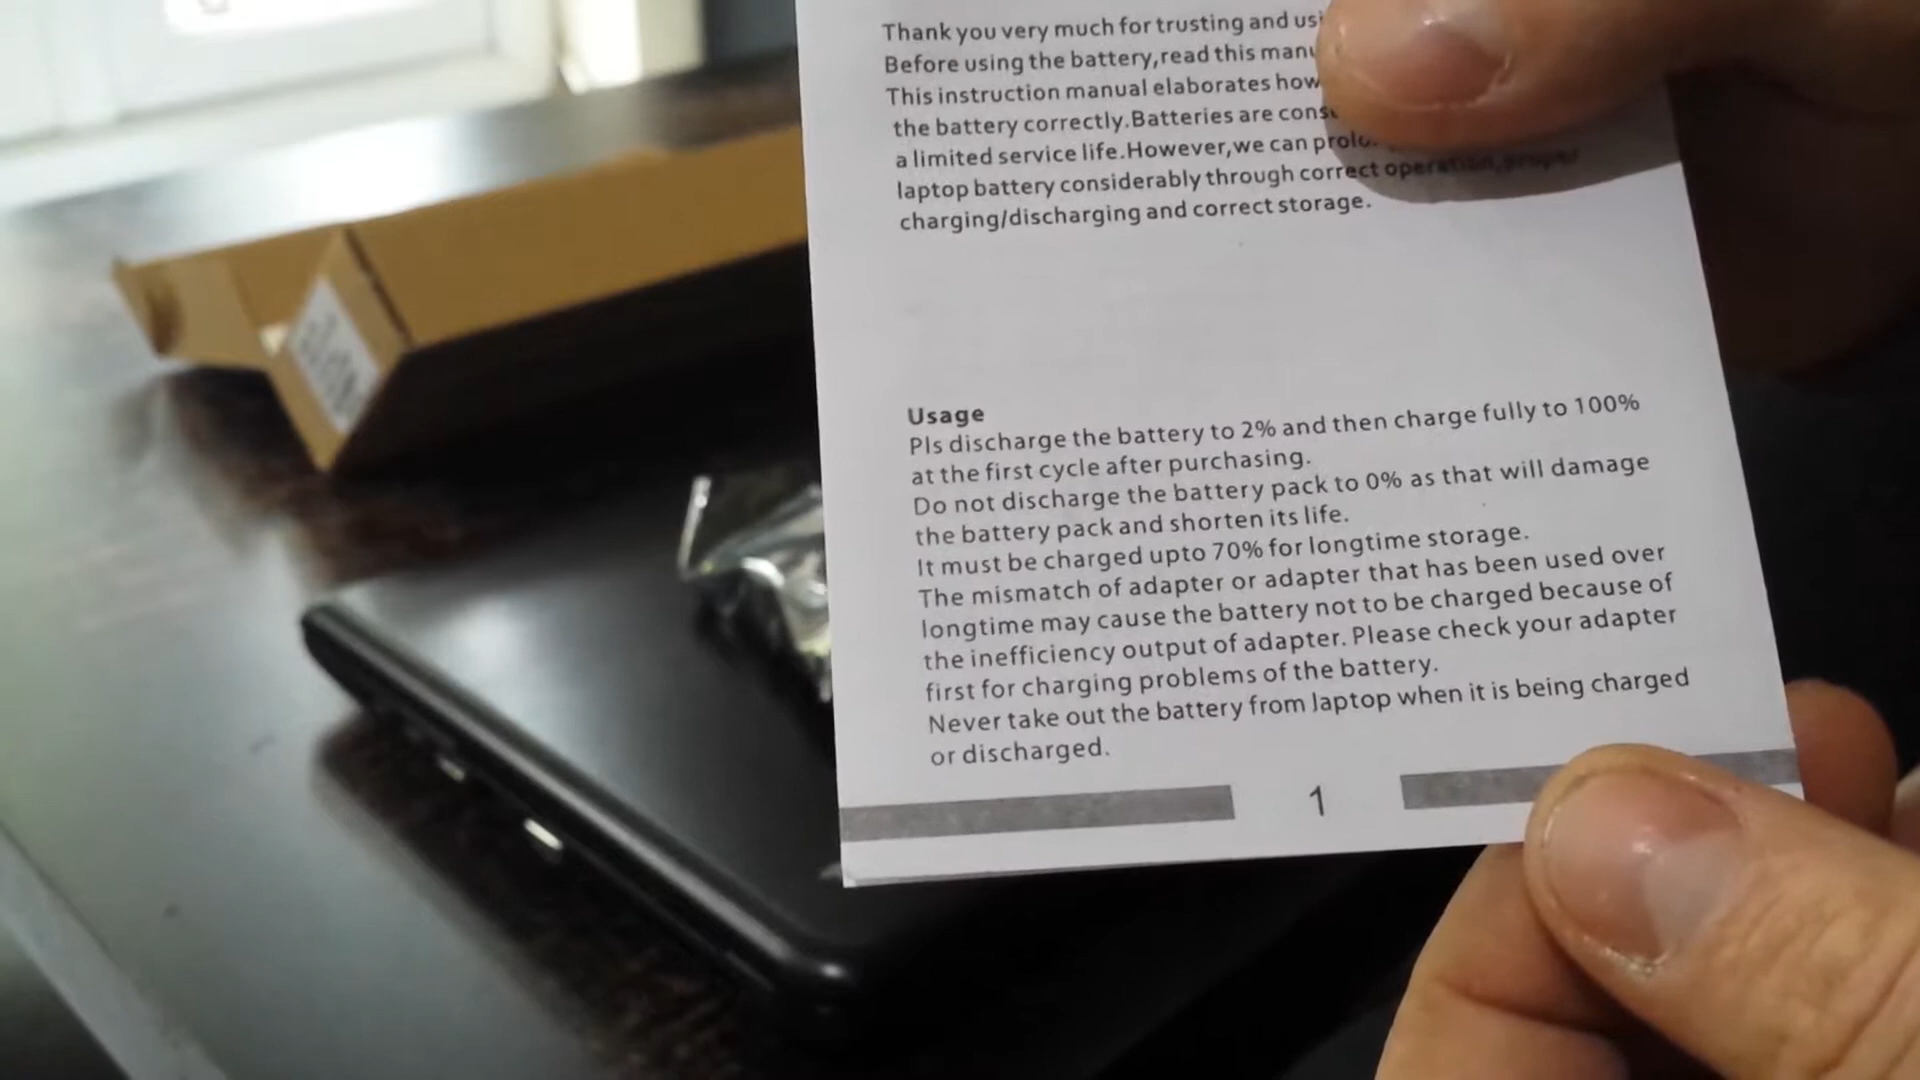 Thank you very much for trusting and
Before using the battery,read this
This instruction manual elaborates how
the battery correctly.Batteries are
a limited service life.However,we can
laptop battery considerably through correct operation,proper
charging/discharging and correct storage.
Usage
Pls discharge the battery to 2% and then charge fully to 100%
at the first cycle after purchasing.
Do not discharge the battery pack to 0% as that will damage
the battery pack and shorten its life.
It must be charged upto 70% for longtime storage.
The mismatch of adapter or adapter that has been used over
longtime may cause the battery not to be charged because of
the inefficiency output of adapter. Please check your adapter
first for charging problems of the battery.
Never take out the battery from laptop when it is being charged
or discharged.
1